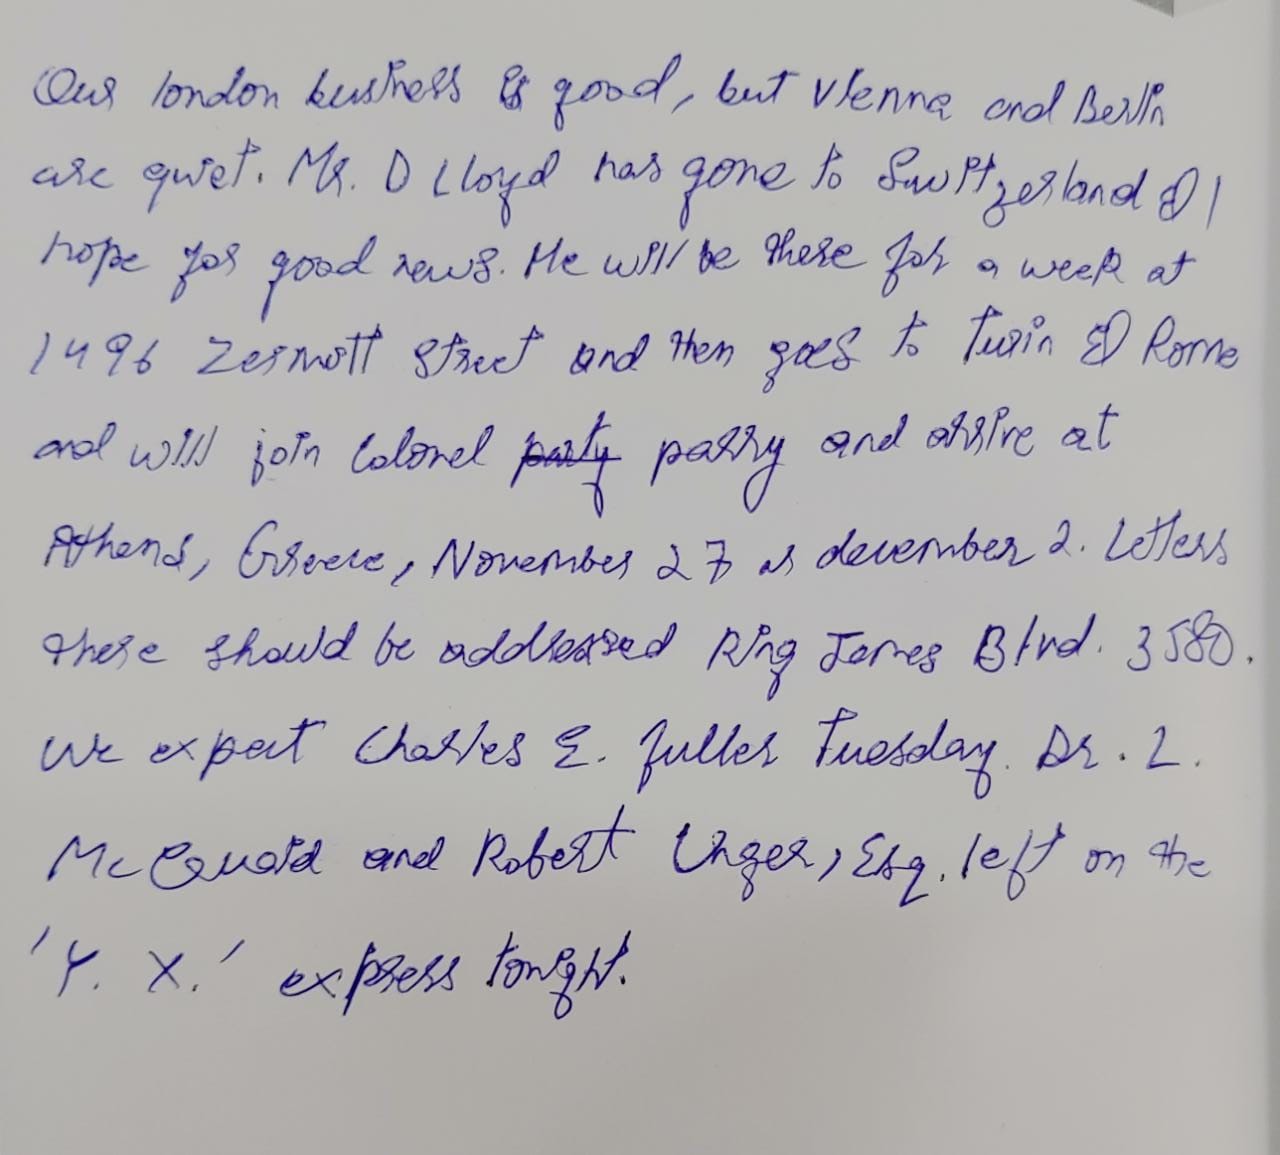 Our london business is good, but Vienna and Berlin
are quiet. Mr. D Lloyd has gone to Switzerland & I
hope for good news. He will be there for a week at
1496 Zermott Street and then goes to Turin & Rome
and will join Colonel party parry and arrive at
Athens, Greece, November 27 or december 2. Letters
there should be addressed King James Blvd. 3580.
We expect Charles E. fuller Tuesday. Dr. L.
McQuaid and Robert Unger, Esq. left on the
'Y. X.' express tonight.